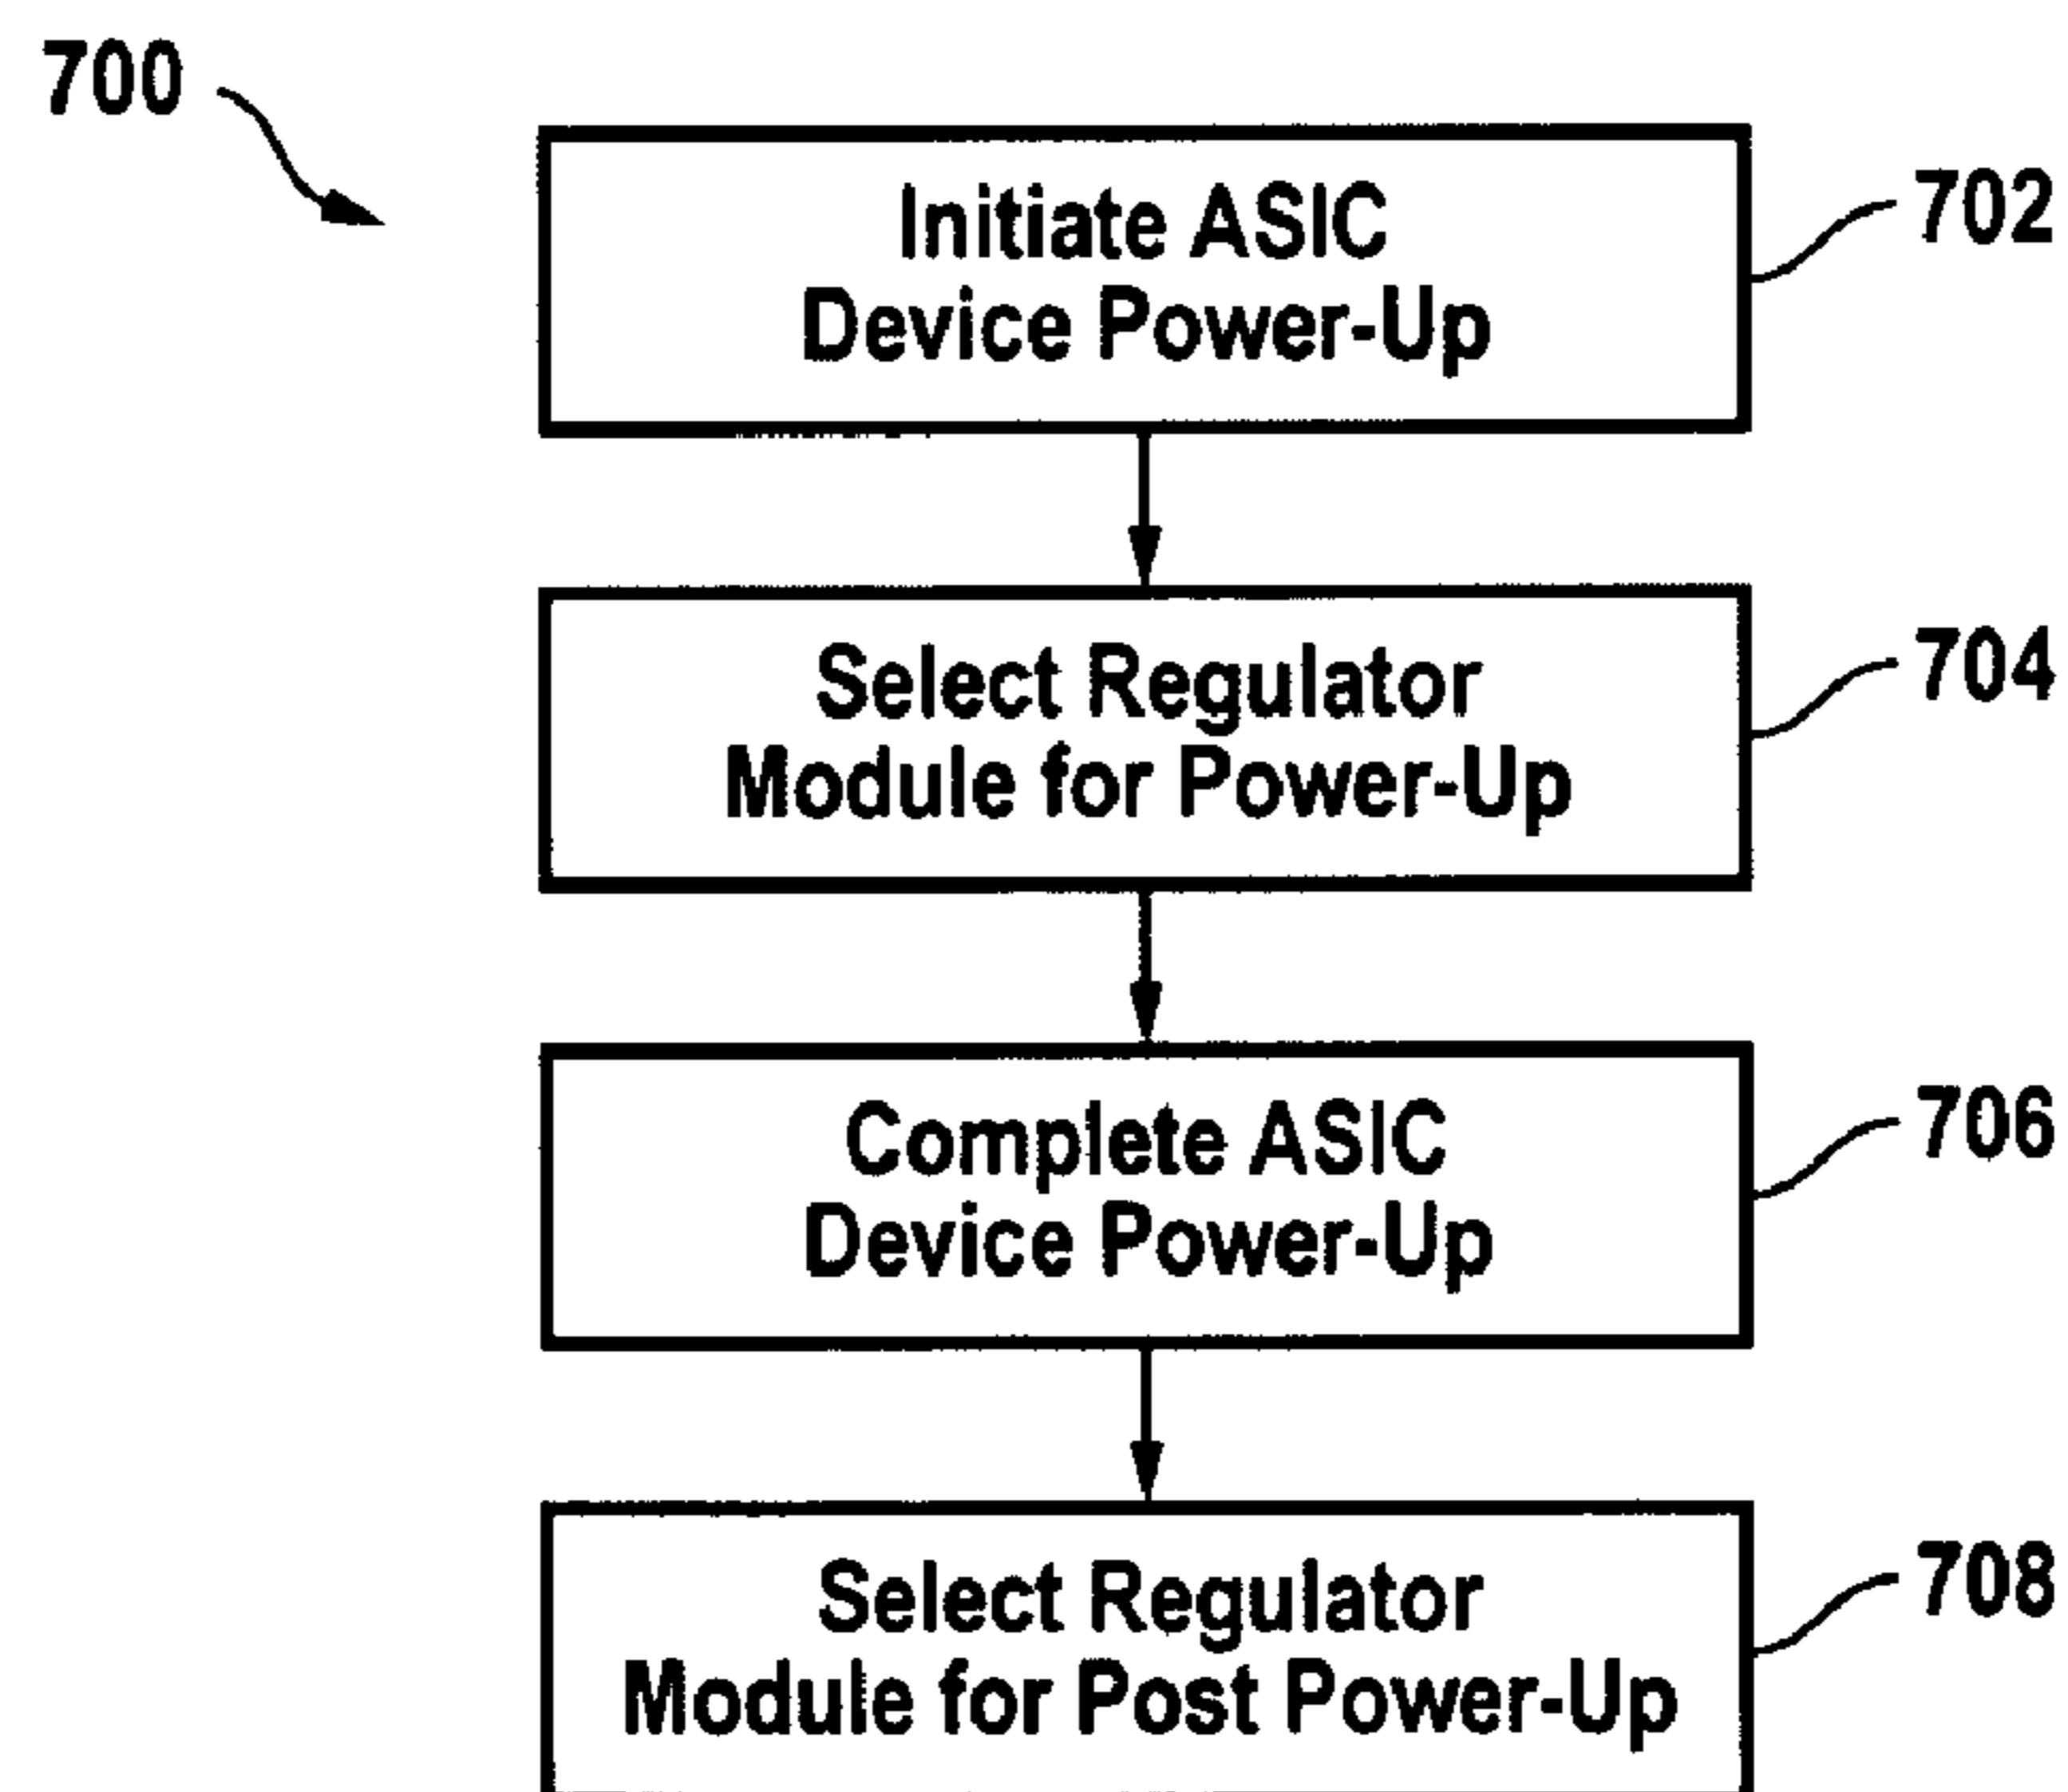 700
Initiate ASIC
Device Power-Up
702
Select Regulator
Module for Power-Up
704
Complete ASIC
Device Power-Up
706
Select Regulator
Module for Post Power-Up
708